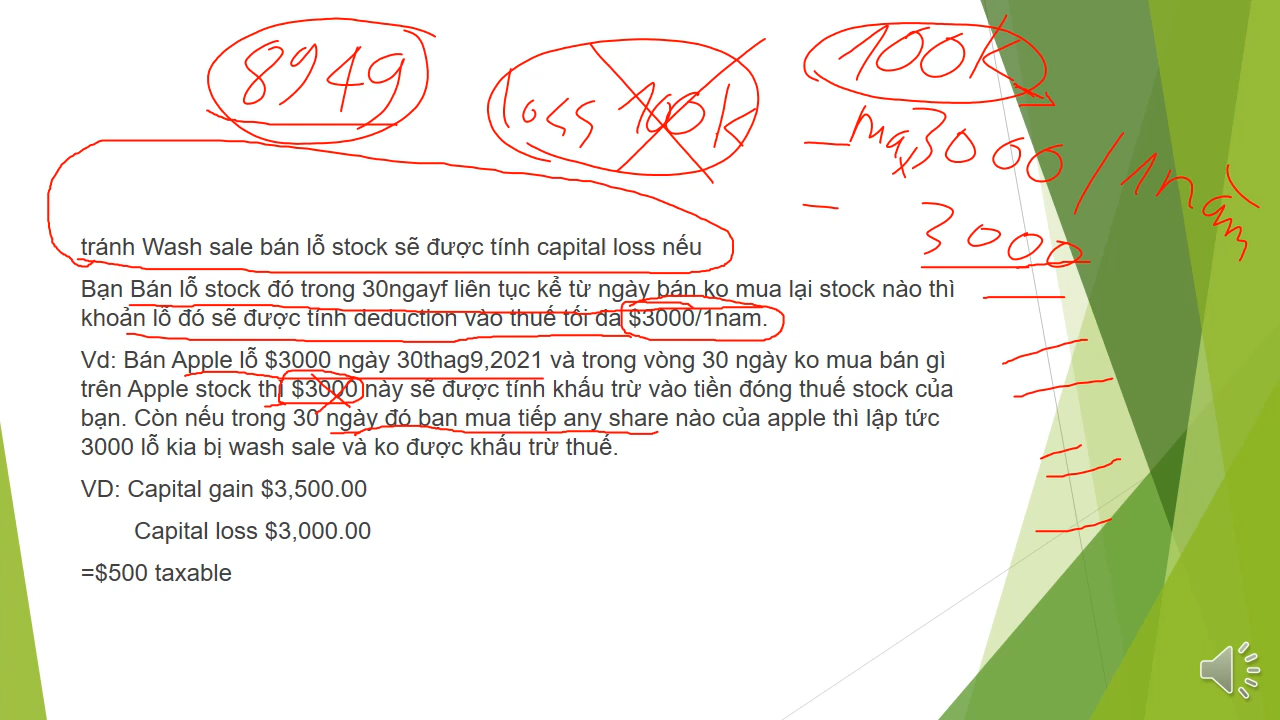 8949
loss 100k
100k
max 3000/1năm
3000
tránh Wash sale bán lỗ stock sẽ được tính capital loss nếu
Bạn Bán lỗ stock đó trong 30ngayf liên tục kể từ ngày bán ko mua lại stock nào thì
khoản lỗ đó sẽ được tính deduction vào thuế tối đa $3000/1nam.
Vd: Bán Apple lỗ $3000 ngày 30thag9,2021 và trong vòng 30 ngày ko mua bán gì
trên Apple stock thì $3000 này sẽ được tính khấu trừ vào tiền đóng thuế stock của
bạn. Còn nếu trong 30 ngày đó bạn mua tiếp any share nào của apple thì lập tức
3000 lỗ kia bị wash sale và ko được khấu trừ thuế.
VD: Capital gain $3,500.00
Capital loss $3,000.00
=$500 taxable